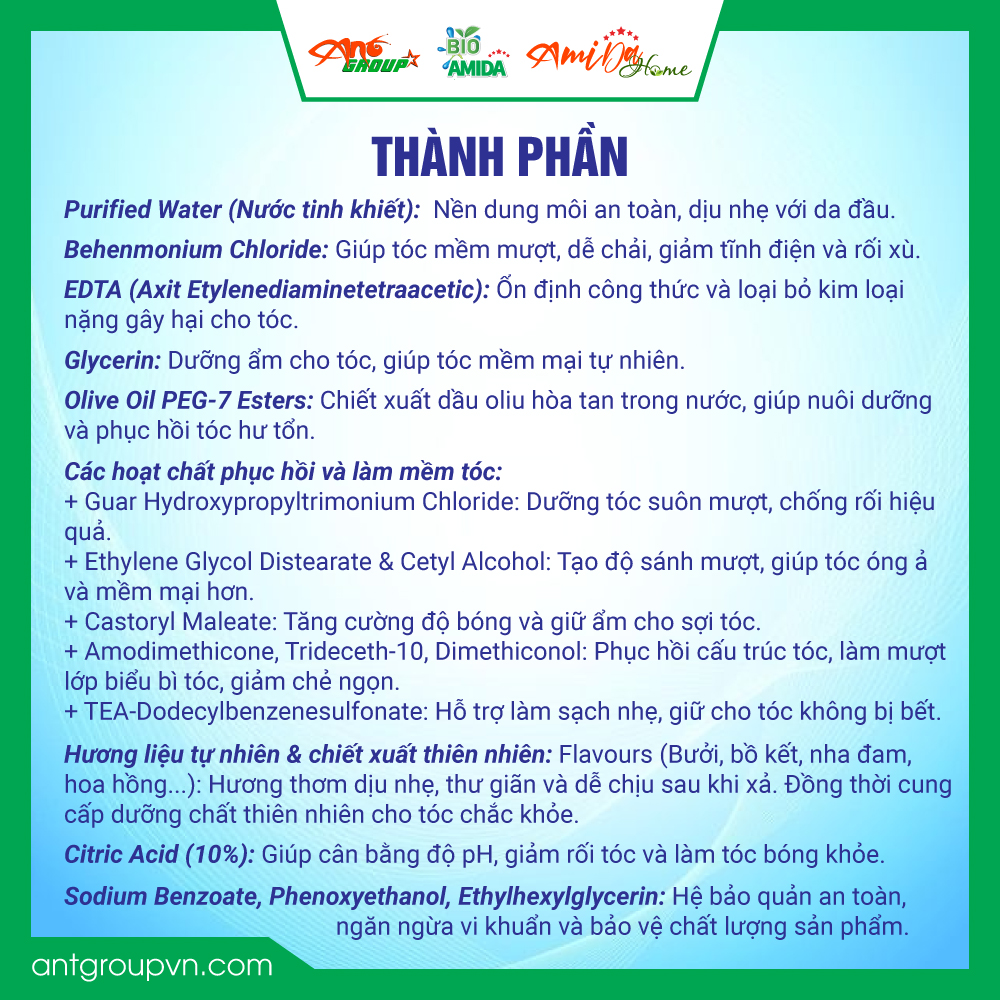 Ant GROUP
BIO AMIDA
AmiDa Home
THÀNH PHẦN
Purified Water (Nước tinh khiết): Nền dung môi an toàn, dịu nhẹ với da đầu.
Behenmonium Chloride: Giúp tóc mềm mượt, dễ chải, giảm tĩnh điện và rối xù.
EDTA (Axit Etylenediaminetetraacetic): Ổn định công thức và loại bỏ kim loại
nặng gây hại cho tóc.
Glycerin: Dưỡng ẩm cho tóc, giúp tóc mềm mại tự nhiên.
Olive Oil PEG-7 Esters: Chiết xuất dầu oliu hòa tan trong nước, giúp nuôi dưỡng
và phục hồi tóc hư tổn.
Các hoạt chất phục hồi và làm mềm tóc:
+ Guar Hydroxypropyltrimonium Chloride: Dưỡng tóc suôn mượt, chống rối hiệu
quả.
+ Ethylene Glycol Distearate & Cetyl Alcohol: Tạo độ sánh mượt, giúp tóc óng ả
và mềm mại hơn.
+ Castoryl Maleate: Tăng cường độ bóng và giữ ẩm cho sợi tóc.
+ Amodimethicone, Trideceth-10, Dimethiconol: Phục hồi cấu trúc tóc, làm mượt
lớp biểu bì tóc, giảm chẻ ngọn.
+ TEA-Dodecylbenzenesulfonate: Hỗ trợ làm sạch nhẹ, giữ cho tóc không bị bết.
Hương liệu tự nhiên & chiết xuất thiên nhiên: Flavours (Bưởi, bồ kết, nha đam,
hoa hồng...): Hương thơm dịu nhẹ, thư giãn và dễ chịu sau khi xả. Đồng thời cung
cấp dưỡng chất thiên nhiên cho tóc chắc khỏe.
Citric Acid (10%): Giúp cân bằng độ pH, giảm rối tóc và làm tóc bóng khỏe.
Sodium Benzoate, Phenoxyethanol, Ethylhexylglycerin: Hệ bảo quản an toàn,
ngăn ngừa vi khuẩn và bảo vệ chất lượng sản phẩm.
antgroupvn.com